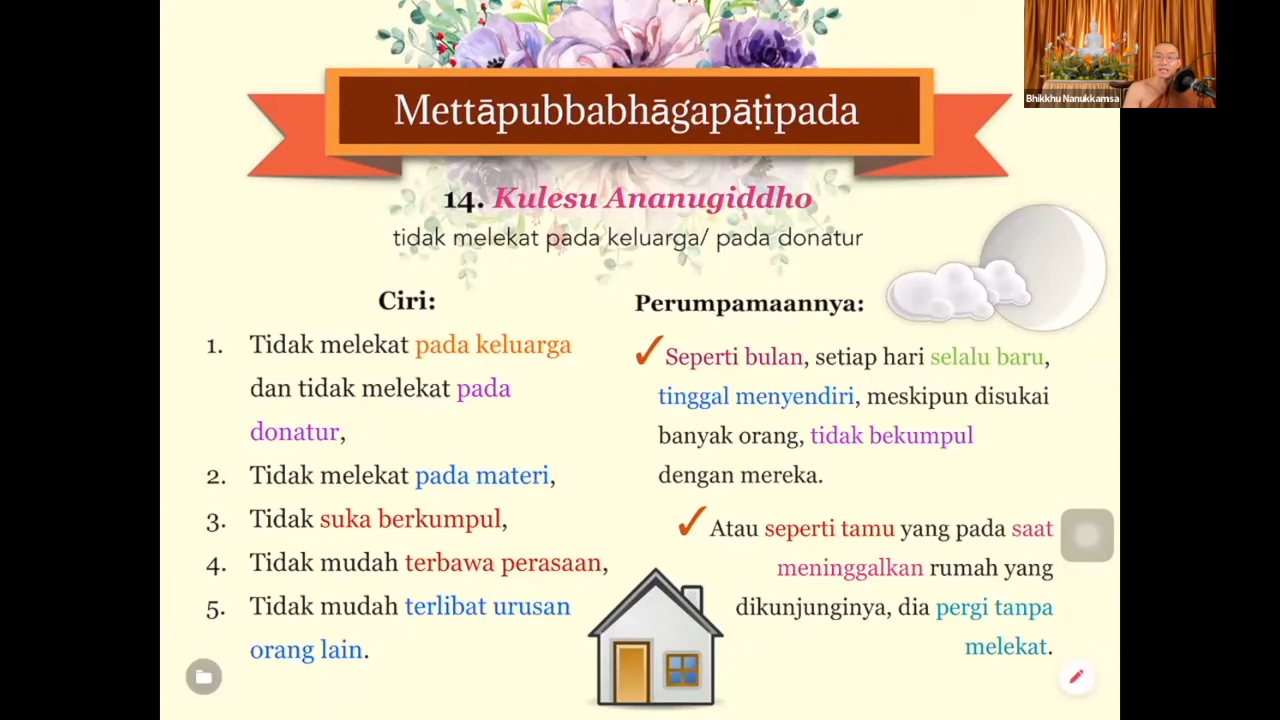 Mettāpubbabhāgapāṭipada
Bhikkhu Nanukkamsa
14. Kulesu Ananugiddho
tidak melekat pada keluarga/ pada donatur
Ciri:
1. Tidak melekat pada keluarga
dan tidak melekat pada
donatur,
2. Tidak melekat pada materi,
3. Tidak suka berkumpul,
4. Tidak mudah terbawa perasaan,
5. Tidak mudah terlibat urusan
orang lain.
Perumpamaannya:
✓Seperti bulan, setiap hari selalu baru,
tinggal menyendiri, meskipun disukai
banyak orang, tidak bekumpul
dengan mereka.
✓Atau seperti tamu yang pada saat
meninggalkan rumah yang
dikunjunginya, dia pergi tanpa
melekat.